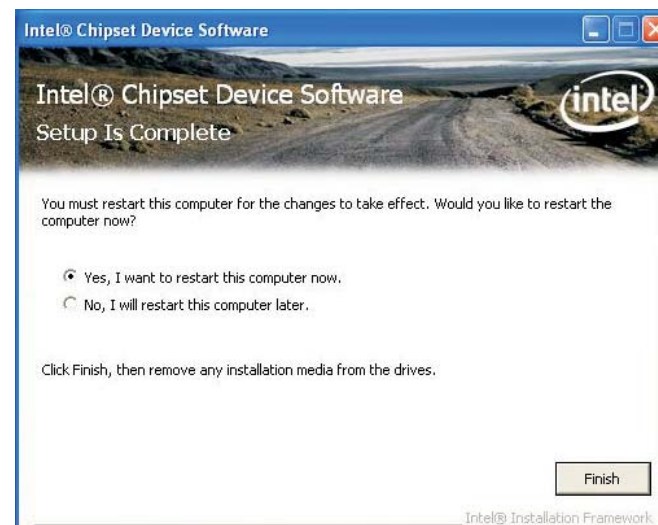 Intel® Chipset Device Software
Intel® Chipset Device Software
intel
Setup Is Complete
You must restart this computer for the changes to take effect. Would you like to restart the
computer now?
Yes, I want to restart this computer now.
No, I will restart this computer later.
Click Finish, then remove any installation media from the drives.
Finish
Intel® Installation Framework